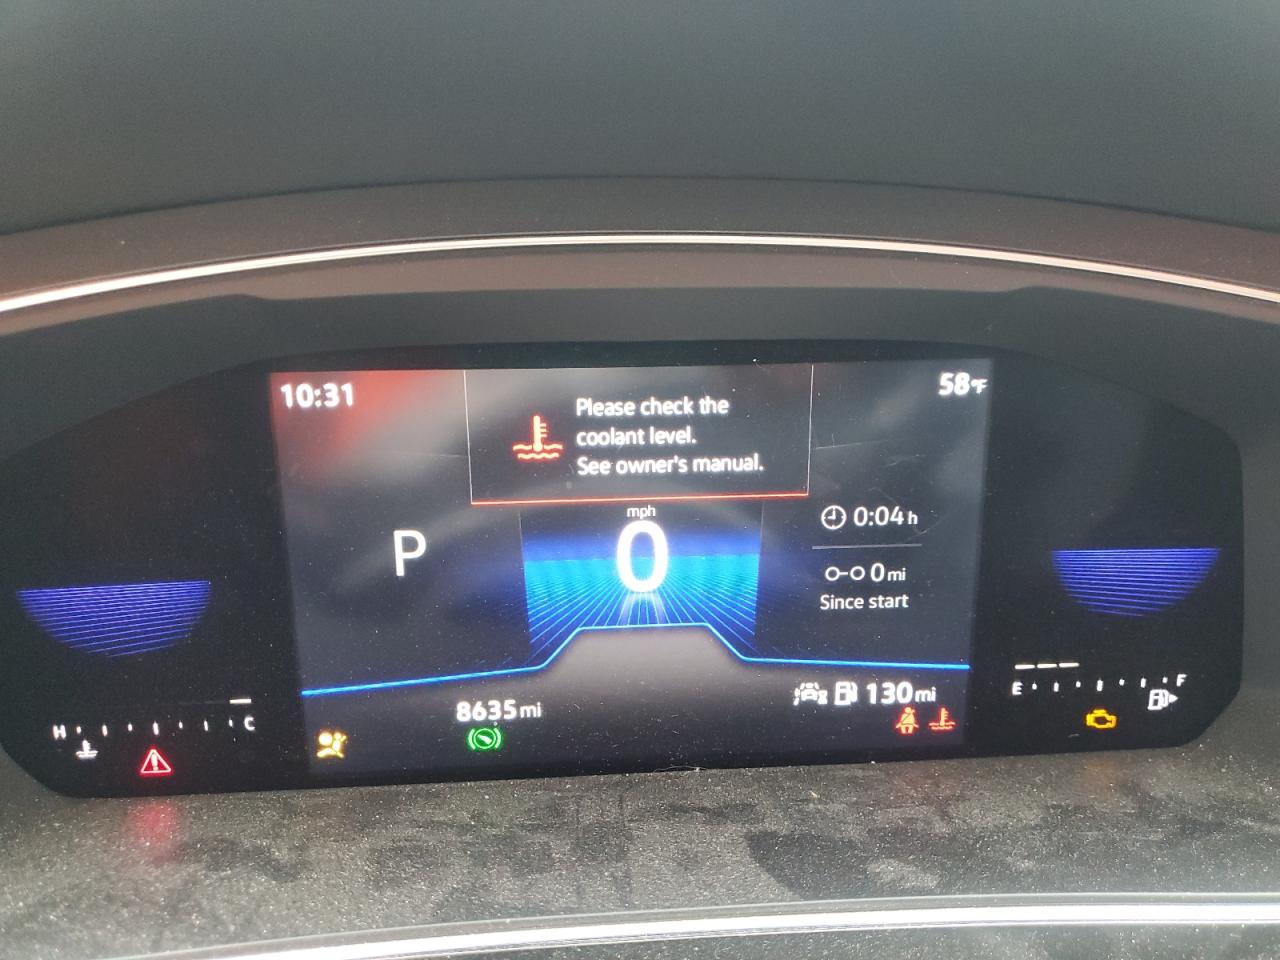 10:31
Please check the
coolant level.
See owner's manual.
58°F
mph
0
P
0:04 h
0 mi
Since start
8635 mi
130 mi
H C
E F